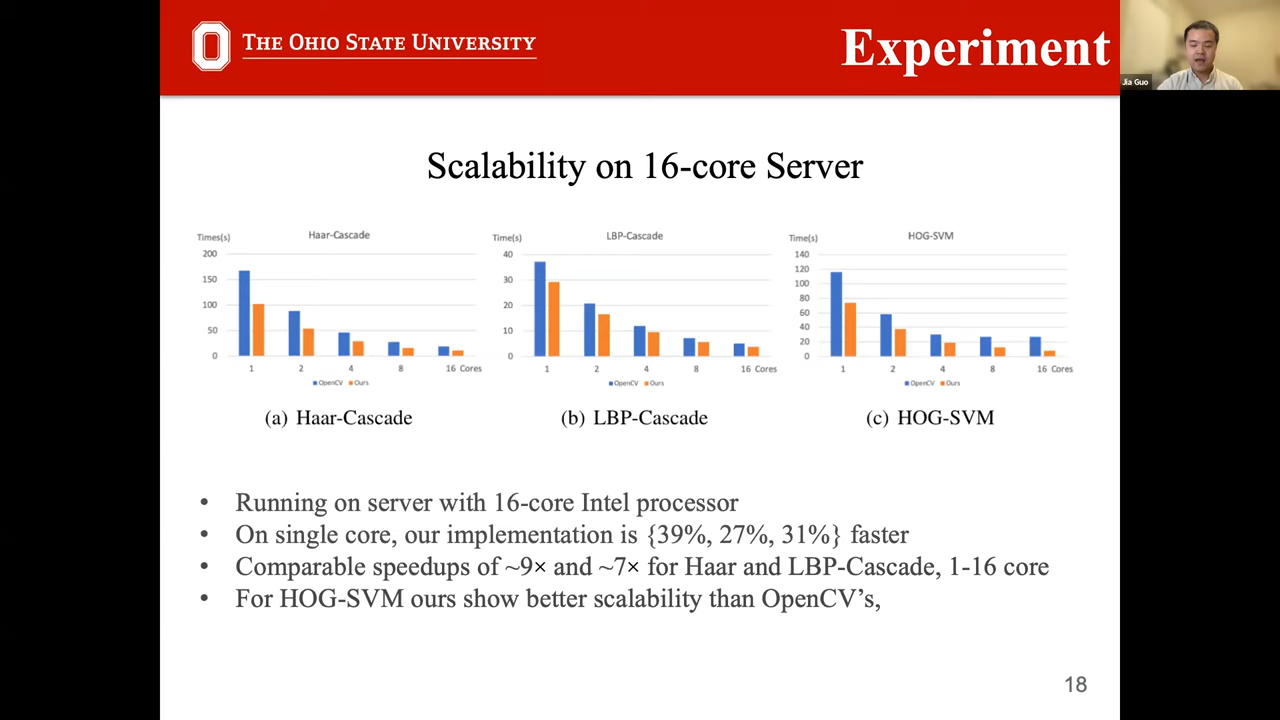 THE OHIO STATE UNIVERSITY
Experiment
Jia Guo
Scalability on 16-core Server
Times(s)
Haar-Cascade
200
150
100
50
0
1 2 4 8 16 Cores
OpenCV Ours
(a) Haar-Cascade
Time(s)
LBP-Cascade
40
30
20
10
0
1 2 4 8 16 Cores
OpenCV Ours
(b) LBP-Cascade
Time(s)
HOG-SVM
140
120
100
80
60
40
20
0
1 2 4 8 16 Cores
OpenCV Ours
(c) HOG-SVM
• Running on server with 16-core Intel processor
• On single core, our implementation is {39%, 27%, 31%} faster
• Comparable speedups of ~9× and ~7× for Haar and LBP-Cascade, 1-16 core
• For HOG-SVM ours show better scalability than OpenCV’s,
18